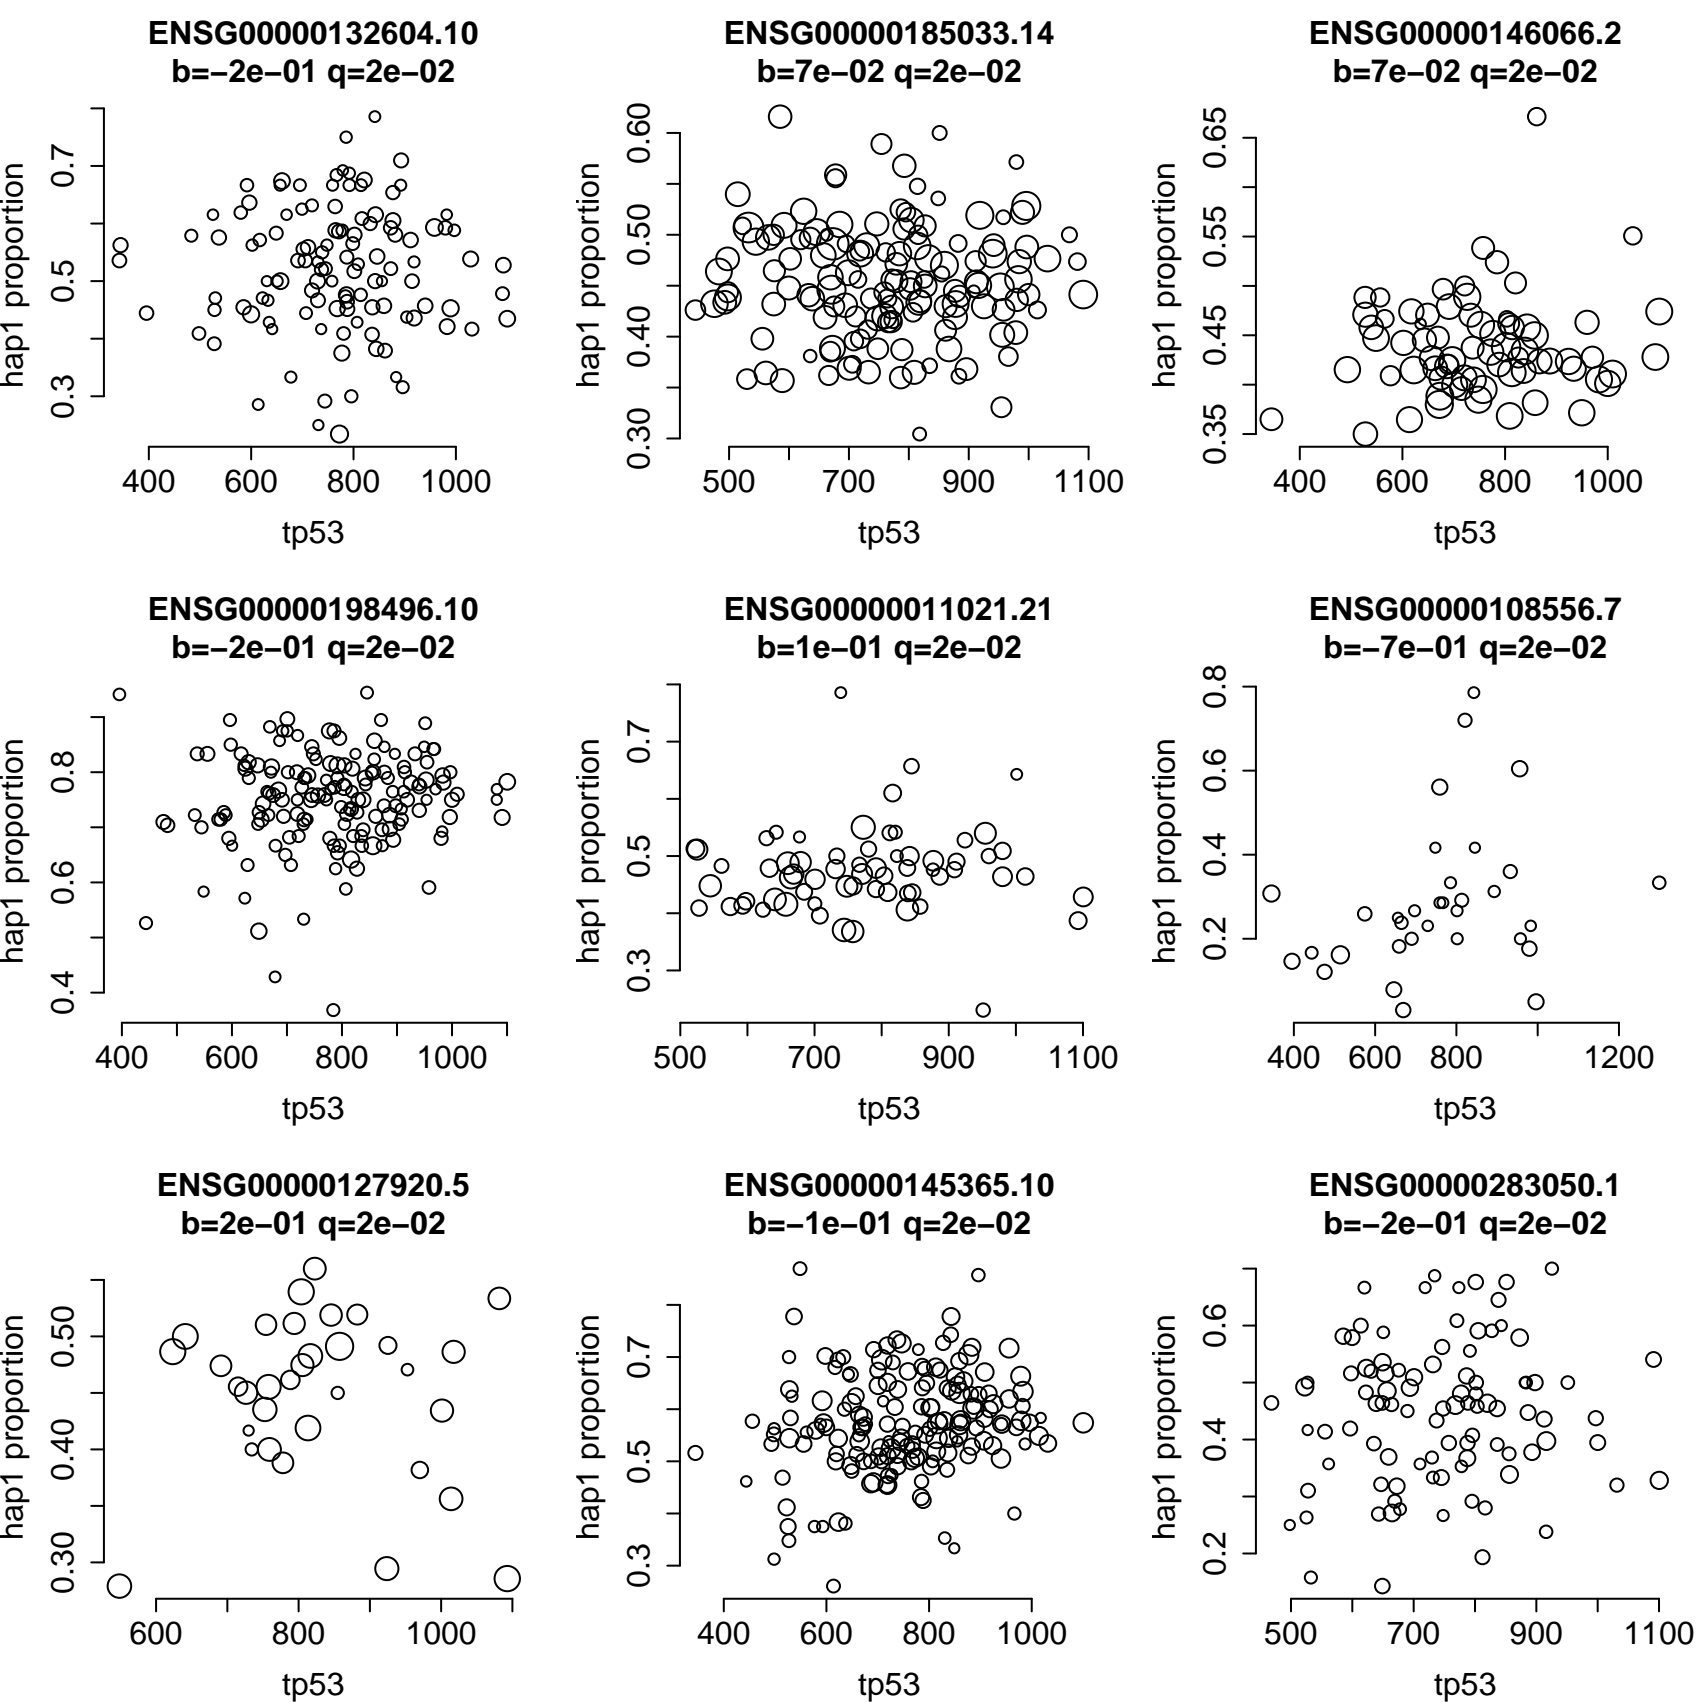 ENSG00000132604.10
b=−2e−01 q=2e−02
hap1 proportion
0.3 0.5 0.7
400 600 800 1000
tp53
ENSG00000185033.14
b=7e−02 q=2e−02
hap1 proportion
0.30 0.40 0.50 0.60
500 700 900 1100
tp53
ENSG00000146066.2
b=7e−02 q=2e−02
hap1 proportion
0.35 0.45 0.55 0.65
400 600 800 1000
tp53
ENSG00000198496.10
b=−2e−01 q=2e−02
hap1 proportion
0.4 0.6 0.8
400 600 800 1000
tp53
ENSG00000011021.21
b=1e−01 q=2e−02
hap1 proportion
0.3 0.5 0.7
500 700 900 1100
tp53
ENSG00000108556.7
b=−7e−01 q=2e−02
hap1 proportion
0.2 0.4 0.6 0.8
400 600 800 1200
tp53
ENSG00000127920.5
b=2e−01 q=2e−02
hap1 proportion
0.30 0.40 0.50
600 800 1000
tp53
ENSG00000145365.10
b=−1e−01 q=2e−02
hap1 proportion
0.3 0.5 0.7
400 600 800 1000
tp53
ENSG00000283050.1
b=−2e−01 q=2e−02
hap1 proportion
0.2 0.4 0.6
500 700 900 1100
tp53